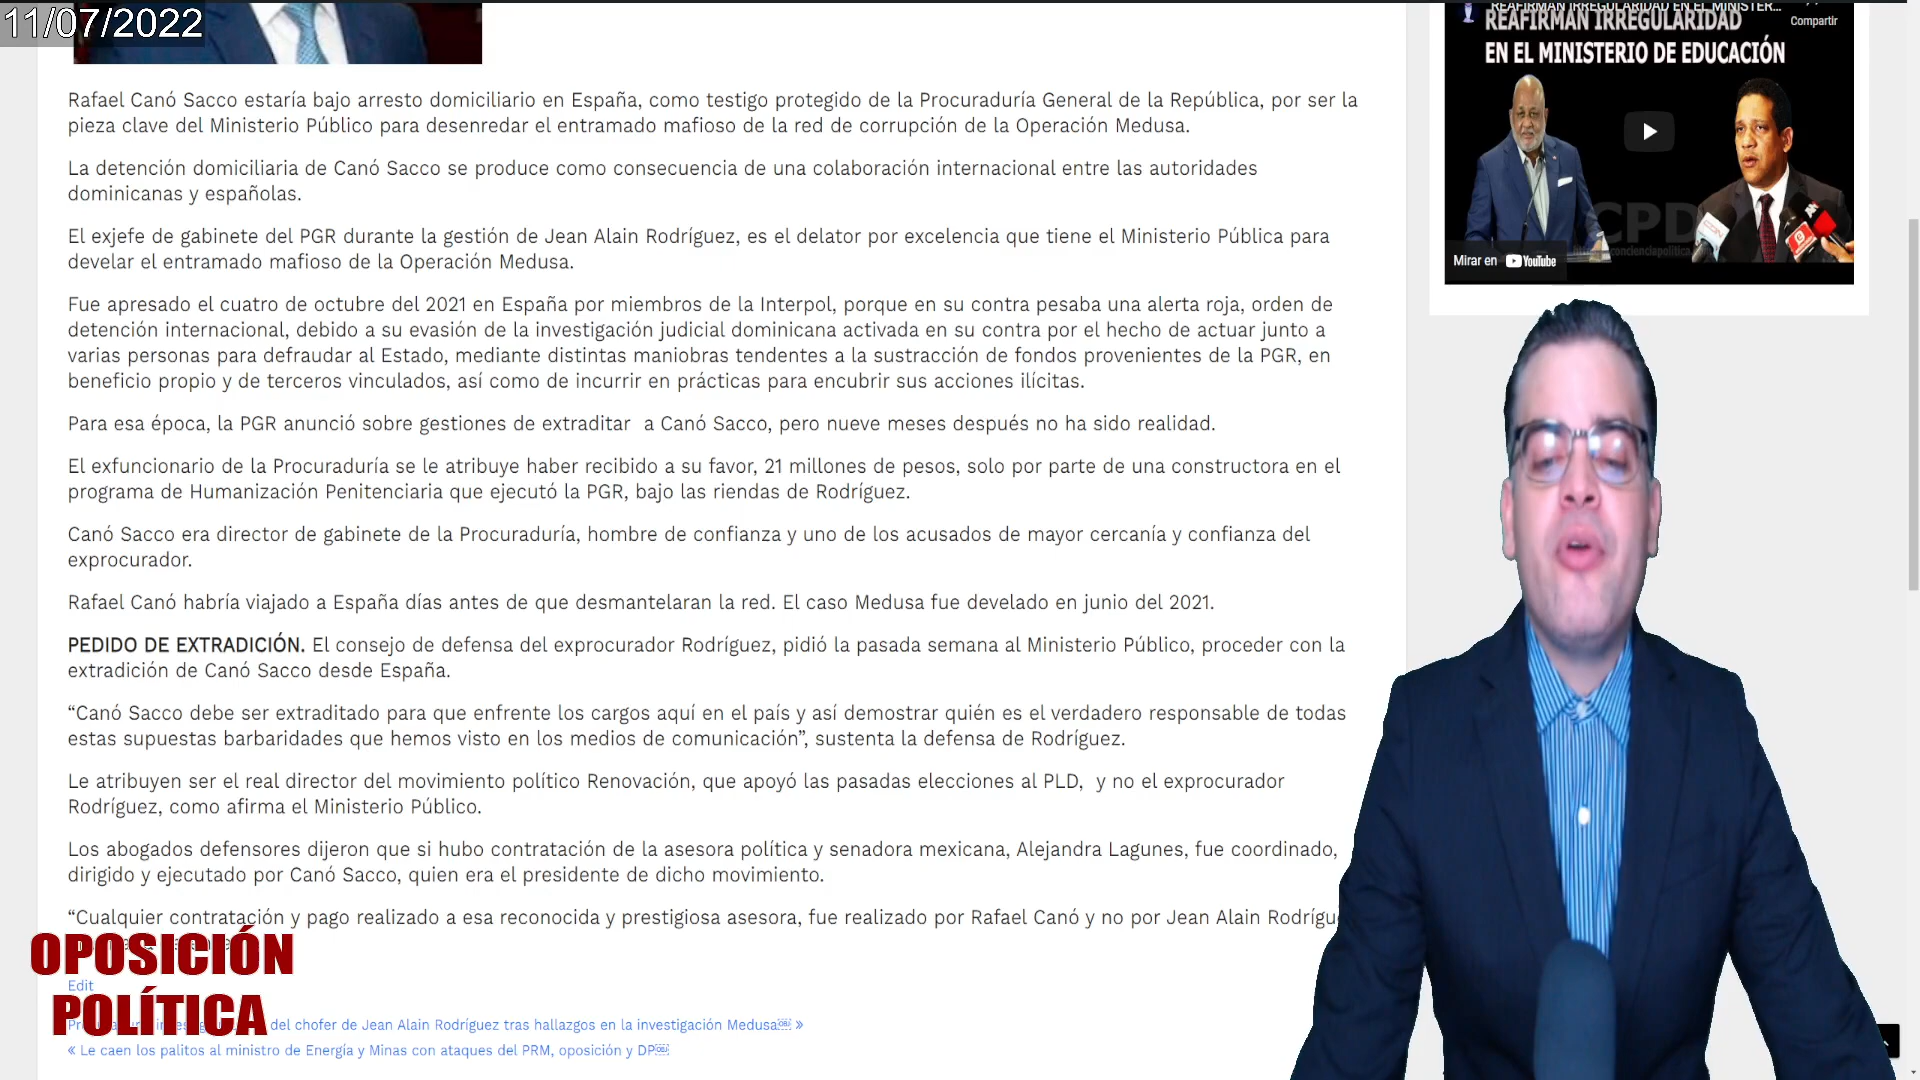 11/07/2022
Rafael Canó Sacco estaría bajo arresto domiciliario en España, como testigo protegido de la Procuraduría General de la República, por ser la
pieza clave del Ministerio Público para desenredar el entramado mafioso de la red de corrupción de la Operación Medusa.
La detención domiciliaria de Canó Sacco se produce como consecuencia de una colaboración internacional entre las autoridades
dominicanas y españolas.
El exjefe de gabinete del PGR durante la gestión de Jean Alain Rodríguez, es el delator por excelencia que tiene el Ministerio Pública para
develar el entramado mafioso de la Operación Medusa.
Fue apresado el cuatro de octubre del 2021 en España por miembros de la Interpol, porque en su contra pesaba una alerta roja, orden de
detención internacional, debido a su evasión de la investigación judicial dominicana activada en su contra por el hecho de actuar junto a
varias personas para defraudar al Estado, mediante distintas maniobras tendentes a la sustracción de fondos provenientes de la PGR, en
beneficio propio y de terceros vinculados, así como de incurrir en prácticas para encubrir sus acciones ilícitas.
Para esa época, la PGR anunció sobre gestiones de extraditar  a Canó Sacco, pero nueve meses después no ha sido realidad.
El exfuncionario de la Procuraduría se le atribuye haber recibido a su favor, 21 millones de pesos, solo por parte de una constructora en el
programa de Humanización Penitenciaria que ejecutó la PGR, bajo las riendas de Rodríguez.
Canó Sacco era director de gabinete de la Procuraduría, hombre de confianza y uno de los acusados de mayor cercanía y confianza del
exprocurador.
Rafael Canó habría viajado a España días antes de que desmantelaran la red. El caso Medusa fue develado en junio del 2021.
PEDIDO DE EXTRADICIÓN. El consejo de defensa del exprocurador Rodríguez, pidió la pasada semana al Ministerio Público, proceder con la
extradición de Canó Sacco desde España.
“Canó Sacco debe ser extraditado para que enfrente los cargos aquí en el país y así demostrar quién es el verdadero responsable de todas
estas supuestas barbaridades que hemos visto en los medios de comunicación”, sustenta la defensa de Rodríguez.
Le atribuyen ser el real director del movimiento político Renovación, que apoyó las pasadas elecciones al PLD,  y no el exprocurador
Rodríguez, como afirma el Ministerio Público.
Los abogados defensores dijeron que si hubo contratación de la asesora política y senadora mexicana, Alejandra Lagunes, fue coordinado,
dirigido y ejecutado por Canó Sacco, quien era el presidente de dicho movimiento.
“Cualquier contratación y pago realizado a esa reconocida y prestigiosa asesora, fue realizado por Rafael Canó y no por Jean Alain
Edit
del chofer de Jean Alain Rodríguez tras hallazgos en la investigación Medusa »
« Le caen los palitos al ministro de Energía y Minas con ataques del PRM, oposición y DP
OPOSICIÓN
POLÍTICA
REAFIRMAN IRREGULARIDAD EN EL MINISTER...
Compartir
REAFIRMAN IRREGULARIDAD
EN EL MINISTERIO DE EDUCACIÓN
CPD
Mirar en YouTube